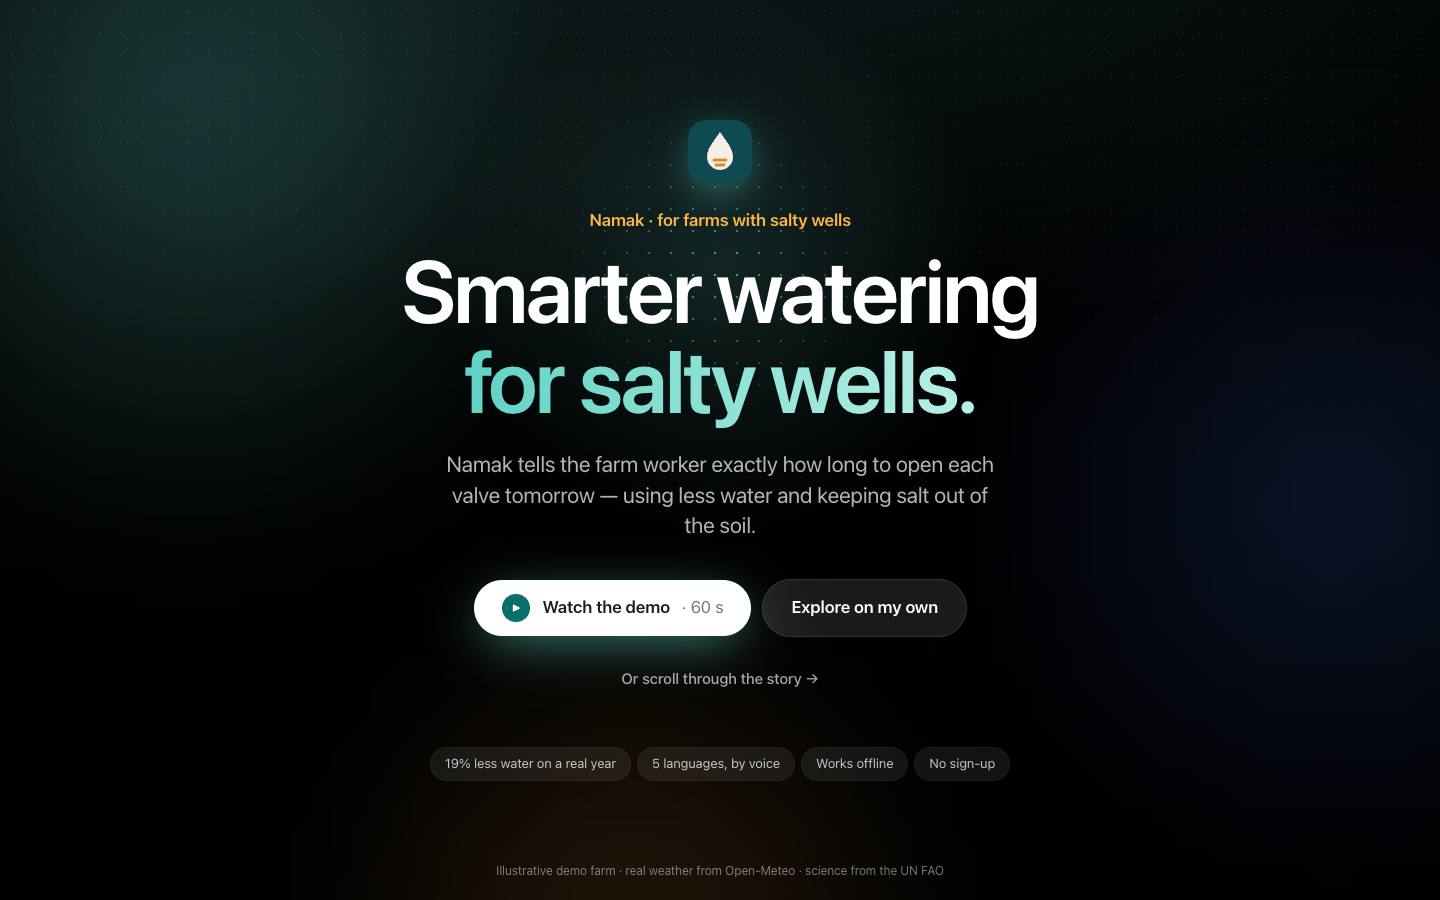 Namak · for farms with salty wells
Smarter watering
for salty wells.
Namak tells the farm worker exactly how long to open each
valve tomorrow — using less water and keeping salt out of
the soil.
Watch the demo · 60 s
Explore on my own
Or scroll through the story →
19% less water on a real year
5 languages, by voice
Works offline
No sign-up
Illustrative demo farm · real weather from Open-Meteo · science from the UN FAO